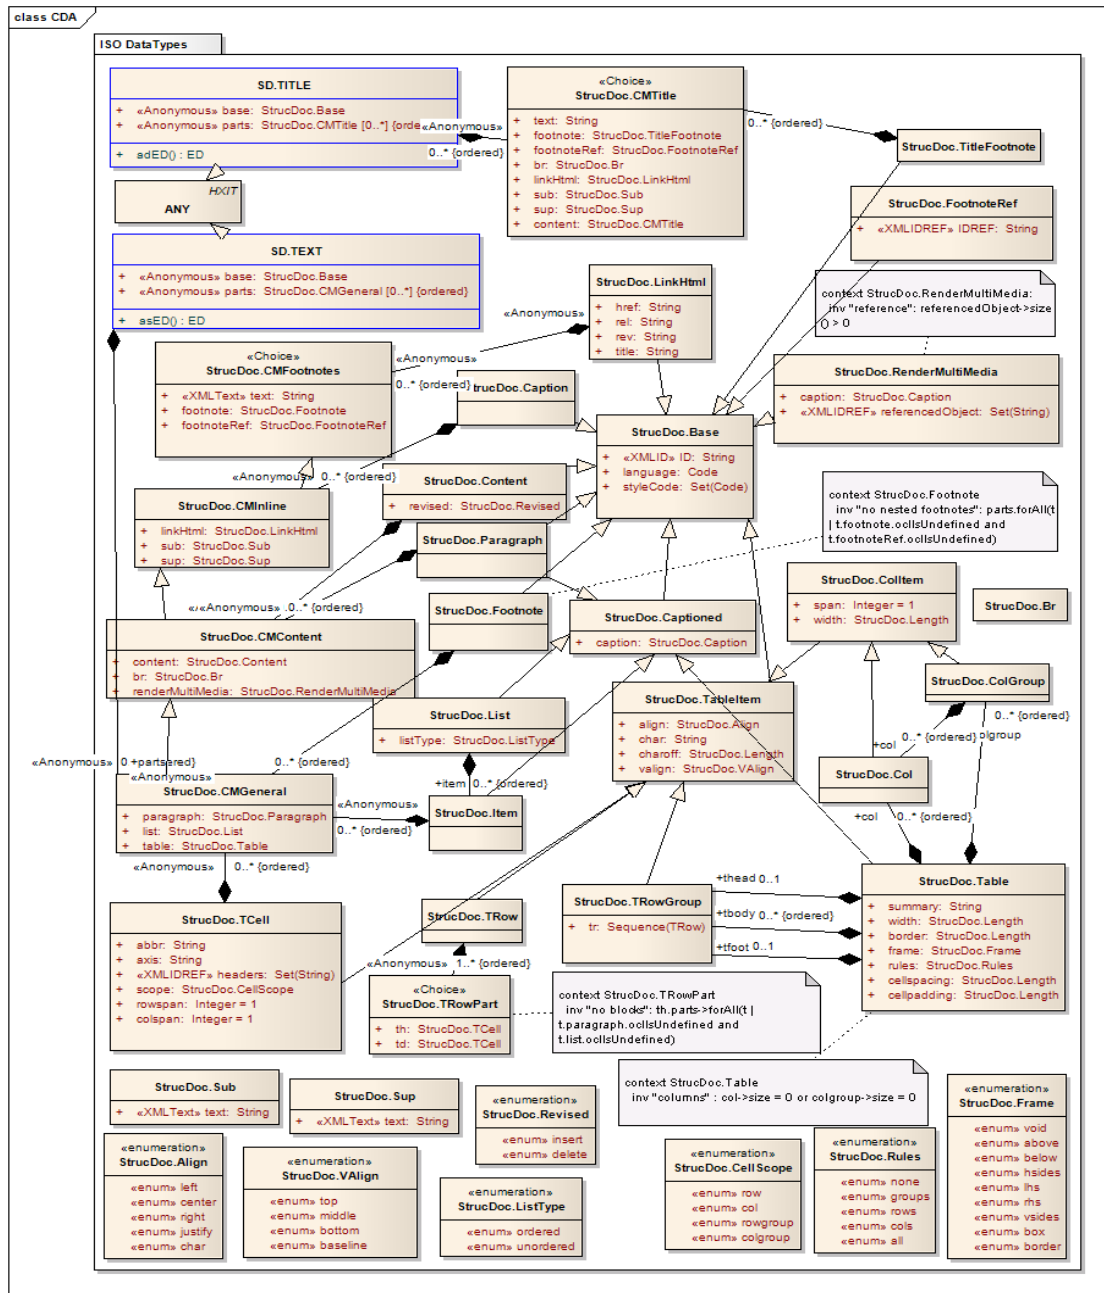 class CDA
ISO DataTypes
SD.TITLE
+ «Anonymous» base: StrucDoc.Base
+ «Anonymous» parts: StrucDoc.CMTitle [0..*] {orde
+ adED() : ED
«Anonymous»
0..* {ordered}
«Choice»
StrucDoc.CMTitle
+ text: String
+ footnote: StrucDoc.TitleFootnote
+ footnoteRef: StrucDoc.FootnoteRef
+ br: StrucDoc.Br
+ linkHtml: StrucDoc.LinkHtml
+ sub: StrucDoc.Sub
+ sup: StrucDoc.Sup
+ content: StrucDoc.CMTitle
0..* {ordered}
StrucDoc.TitleFootnote
HXIT
ANY
StrucDoc.FootnoteRef
+ «XMLIDREF» IDREF: String
SD.TEXT
+ «Anonymous» base: StrucDoc.Base
+ «Anonymous» parts: StrucDoc.CMGeneral [0..*] {ordered}
+ asED() : ED
StrucDoc.LinkHtml
+ href: String
+ rel: String
+ rev: String
+ title: String
«Anonymous»
«Anonymous»
0..* {ordered}
context StrucDoc.RenderMultiMedia:
inv "reference": referencedObject->size
() > 0
«Choice»
StrucDoc.CMFootnotes
+ «XMLText» text: String
+ footnote: StrucDoc.Footnote
+ footnoteRef: StrucDoc.FootnoteRef
trucDoc.Caption
StrucDoc.RenderMultiMedia
+ caption: StrucDoc.Caption
+ «XMLIDREF» referencedObject: Set(String)
StrucDoc.Base
+ «XMLID» ID: String
+ language: Code
+ styleCode: Set(Code)
«Anonymous»
0..* {ordered}
StrucDoc.Content
+ revised: StrucDoc.Revised
context StrucDoc.Footnote
inv "no nested footnotes": parts.forAll(t
| t.footnote.oclIsUndefined and
t.footnoteRef.oclIsUndefined)
StrucDoc.CMInline
+ linkHtml: StrucDoc.LinkHtml
+ sub: StrucDoc.Sub
+ sup: StrucDoc.Sup
StrucDoc.Paragraph
StrucDoc.ColItem
+ span: Integer = 1
+ width: StrucDoc.Length
StrucDoc.Br
«Anonymous»
0..* {ordered}
StrucDoc.Footnote
StrucDoc.Captioned
+ caption: StrucDoc.Caption
StrucDoc.CMContent
+ content: StrucDoc.Content
+ br: StrucDoc.Br
+ renderMultiMedia: StrucDoc.RenderMultiMedia
StrucDoc.ColGroup
StrucDoc.TableItem
+ align: StrucDoc.Align
+ char: String
+ charoff: StrucDoc.Length
+ valign: StrucDoc.VAlign
StrucDoc.List
+ listType: StrucDoc.ListType
0..* {ordered}
0..* {ordered}
olgroup
+col
StrucDoc.Col
«Anonymous»
«Anonymous»
0..* {ordered}
+item 0..* {ordered}
StrucDoc.CMGeneral
+ paragraph: StrucDoc.Paragraph
+ list: StrucDoc.List
+ table: StrucDoc.Table
«Anonymous»
0..* {ordered}
StrucDoc.Item
+col 0..* {ordered}
«Anonymous» 0..* {ordered}
StrucDoc.TCell
+ abbr: String
+ axis: String
+ «XMLIDREF» headers: Set(String)
+ scope: StrucDoc.CellScope
+ rowspan: Integer = 1
+ colspan: Integer = 1
StrucDoc.TRow
«Anonymous» 1..* {ordered}
StrucDoc.TRowGroup
+ tr: Sequence(TRow)
+thead 0..1
+tbody 0..* {ordered}
+tfoot 0..1
StrucDoc.Table
+ summary: String
+ width: StrucDoc.Length
+ border: StrucDoc.Length
+ frame: StrucDoc.Frame
+ rules: StrucDoc.Rules
+ cellspacing: StrucDoc.Length
+ cellpadding: StrucDoc.Length
«Choice»
StrucDoc.TRowPart
+ th: StrucDoc.TCell
+ td: StrucDoc.TCell
context StrucDoc.TRowPart
inv "no blocks": th.parts->forAll(t |
t.paragraph.oclIsUndefined and
t.list.oclIsUndefined)
context StrucDoc.Table
inv "columns" : col->size = 0 or colgroup->size = 0
StrucDoc.Sub
+ «XMLText» text: String
StrucDoc.Sup
+ «XMLText» text: String
«enumeration»
StrucDoc.Revised
«enum» insert
«enum» delete
«enumeration»
StrucDoc.Frame
«enum» void
«enum» above
«enum» below
«enum» hsides
«enum» lhs
«enum» rhs
«enum» vsides
«enum» box
«enum» border
«enumeration»
StrucDoc.Align
«enum» left
«enum» center
«enum» right
«enum» justify
«enum» char
«enumeration»
StrucDoc.VAlign
«enum» top
«enum» middle
«enum» bottom
«enum» baseline
«enumeration»
StrucDoc.ListType
«enum» ordered
«enum» unordered
«enumeration»
StrucDoc.CellScope
«enum» row
«enum» col
«enum» rowgroup
«enum» colgroup
«enumeration»
StrucDoc.Rules
«enum» none
«enum» groups
«enum» rows
«enum» cols
«enum» all